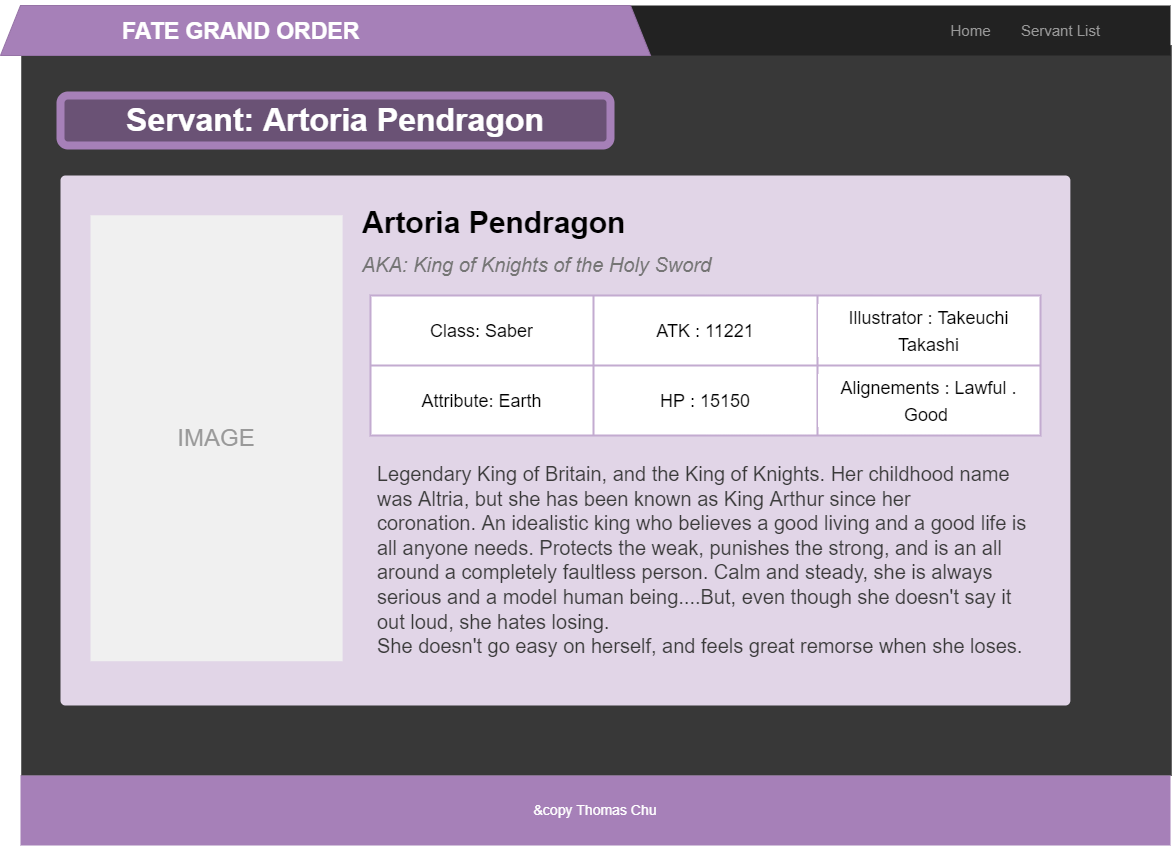 FATE GRAND ORDER
Home
Servant List
Servant: Artoria Pendragon
IMAGE
Artoria Pendragon
AKA: King of Knights of the Holy Sword
Class: Saber
ATK : 11221
Illustrator : Takeuchi
Takashi
Attribute: Earth
HP : 15150
Alignements : Lawful .
Good
Legendary King of Britain, and the King of Knights. Her childhood name
was Altria, but she has been known as King Arthur since her
coronation. An idealistic king who believes a good living and a good life is
all anyone needs. Protects the weak, punishes the strong, and is an all
around a completely faultless person. Calm and steady, she is always
serious and a model human being....But, even though she doesn't say it
out loud, she hates losing.
She doesn't go easy on herself, and feels great remorse when she loses.
&copy Thomas Chu